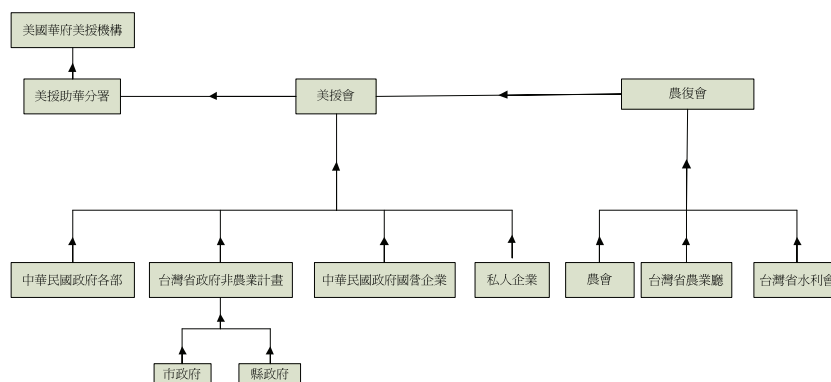 美國華府美援機構
美援助華分署
美援會
農復會
中華民國政府各部
台灣省政府非農業計畫
中華民國政府國營企業
私人企業
農會
台灣省農業廳
台灣省水利會
市政府
縣政府